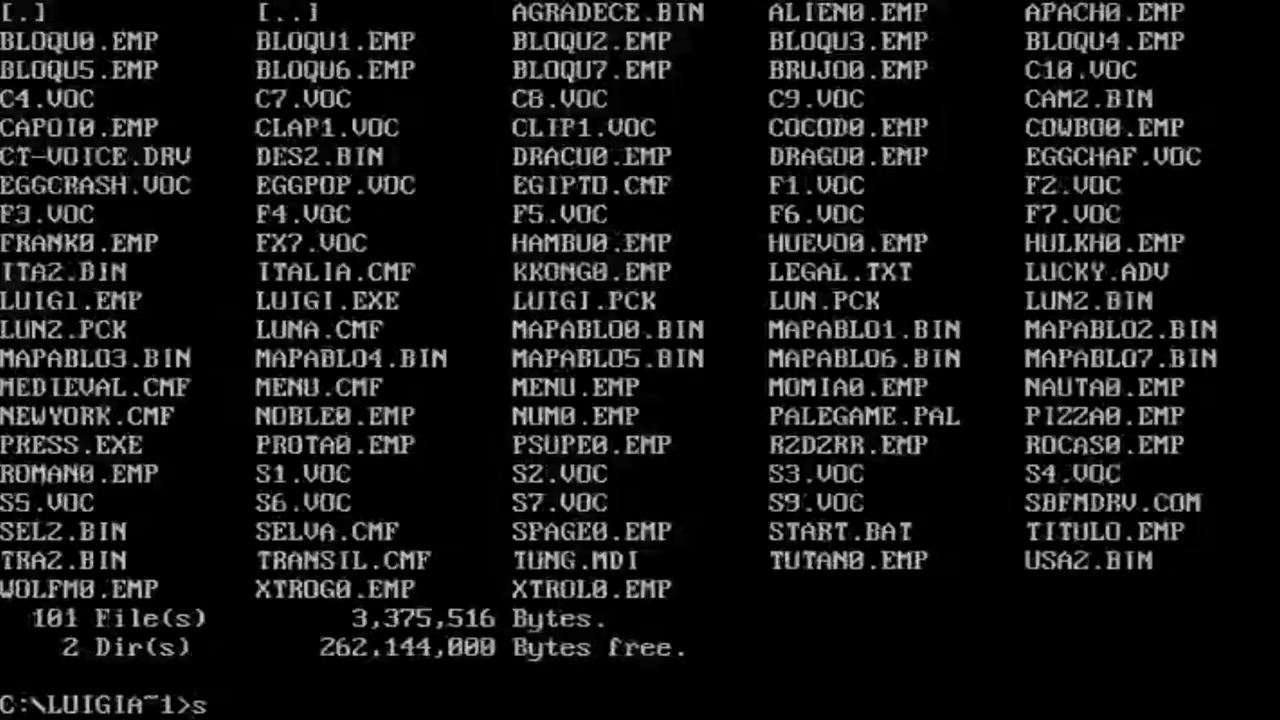 [.] [..] AGRADECE.BIN ALIEN0.EMP APACH0.EMP
BLOQU0.EMP BLOQU1.EMP BLOQU2.EMP BLOQU3.EMP BLOQU4.EMP
BLOQU5.EMP BLOQU6.EMP BLOQU7.EMP BRUJO0.EMP C10.VOC
C4.VOC C7.VOC C8.VOC C9.VOC CAM2.BIN
CAPOI0.EMP CLAP1.VOC CLIP1.VOC COCOD0.EMP COWBO0.EMP
CT-VOICE.DRV DES2.BIN DRACU0.EMP DRAGO0.EMP EGGCHAF.VOC
EGGCRASH.VOC EGGPOP.VOC EGIPTO.CMF F1.VOC F2.VOC
F3.VOC F4.VOC F5.VOC F6.VOC F7.VOC
FRANK0.EMP FX7.VOC HAMBU0.EMP HUEVO0.EMP HULKH0.EMP
ITA2.BIN ITALIA.CMF KKONG0.EMP LEGAL.TXT LUCKY.ADV
LUIG1.EMP LUIGI.EXE LUIGI.PCK LUN.PCK LUN2.BIN
LUN2.PCK LUNA.CMF MAPABLO0.BIN MAPABLO1.BIN MAPABLO2.BIN
MAPABLO3.BIN MAPABLO4.BIN MAPABLO5.BIN MAPABLO6.BIN MAPABLO7.BIN
MEDIEVAL.CMF MENU.CMF MENU.EMP MOMIA0.EMP NAUTA0.EMP
NEWYORK.CMF NOBLE0.EMP NUM0.EMP PALEGAME.PAL PIZZA0.EMP
PRESS.EXE PROTA0.EMP PSUPE0.EMP R2D2RR.EMP ROCAS0.EMP
ROMAN0.EMP S1.VOC S2.VOC S3.VOC S4.VOC
S5.VOC S6.VOC S7.VOC S9.VOC SBFMDRV.COM
SEL2.BIN SELVA.CMF SPAGE0.EMP START.BAT TITULO.EMP
TRA2.BIN TRANSIL.CMF TUNG.MDI TUTAN0.EMP USA2.BIN
WOLFM0.EMP XTROG0.EMP XTROL0.EMP
101 File(s) 3,375,516 Bytes.
2 Dir(s) 262,144,000 Bytes free.
C:\LUIGIA~1>s